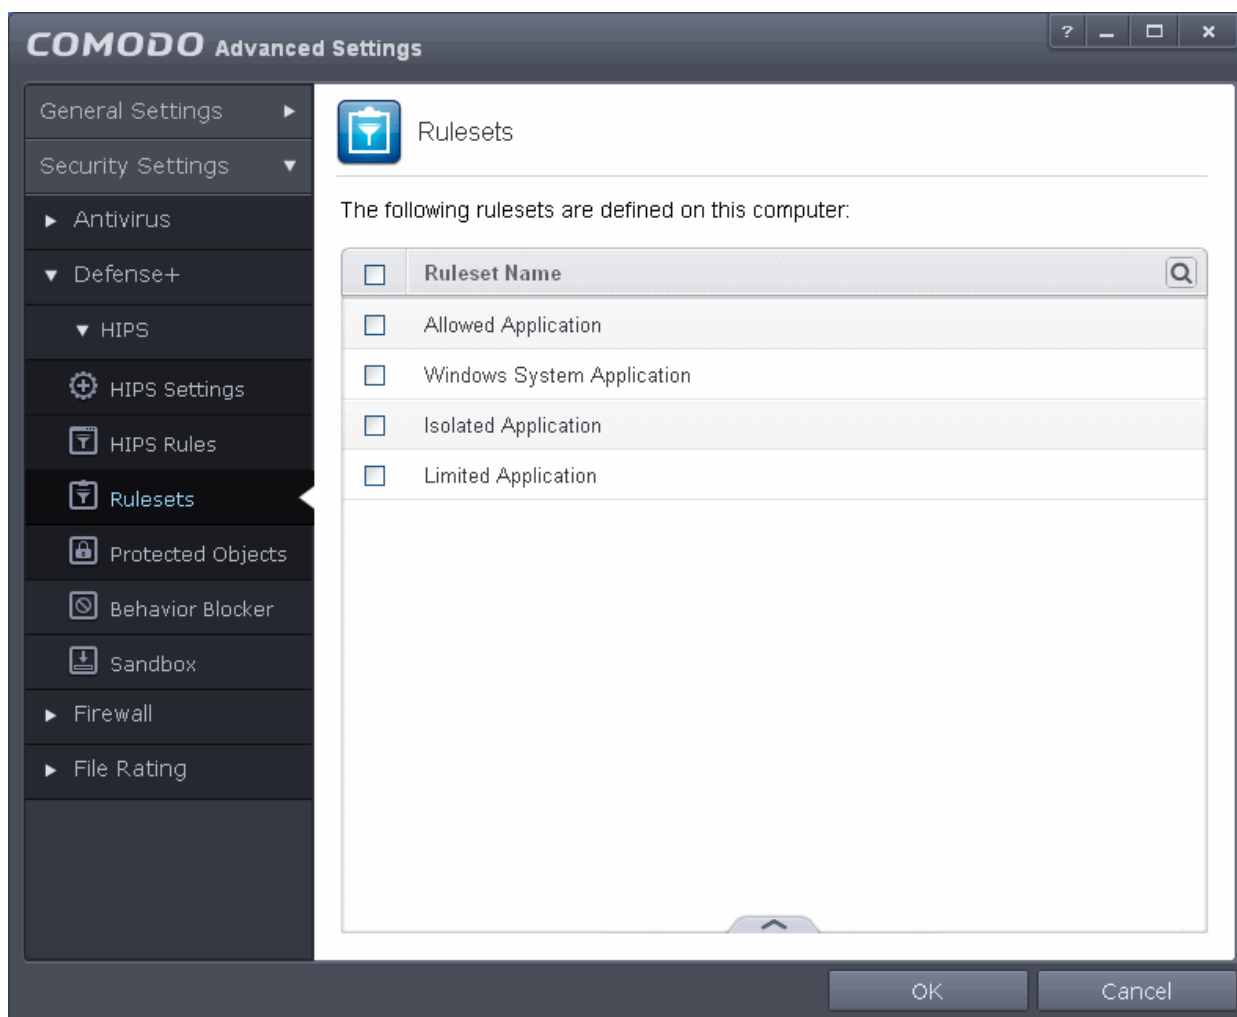 COMODO Advanced Settings
?
General Settings
Security Settings
Antivirus
Defense+
HIPS
HIPS Settings
HIPS Rules
Rulesets
Protected Objects
Behavior Blocker
Sandbox
Firewall
File Rating
Rulesets
The following rulesets are defined on this computer:
Ruleset Name
Allowed Application
Windows System Application
Isolated Application
Limited Application
OK
Cancel